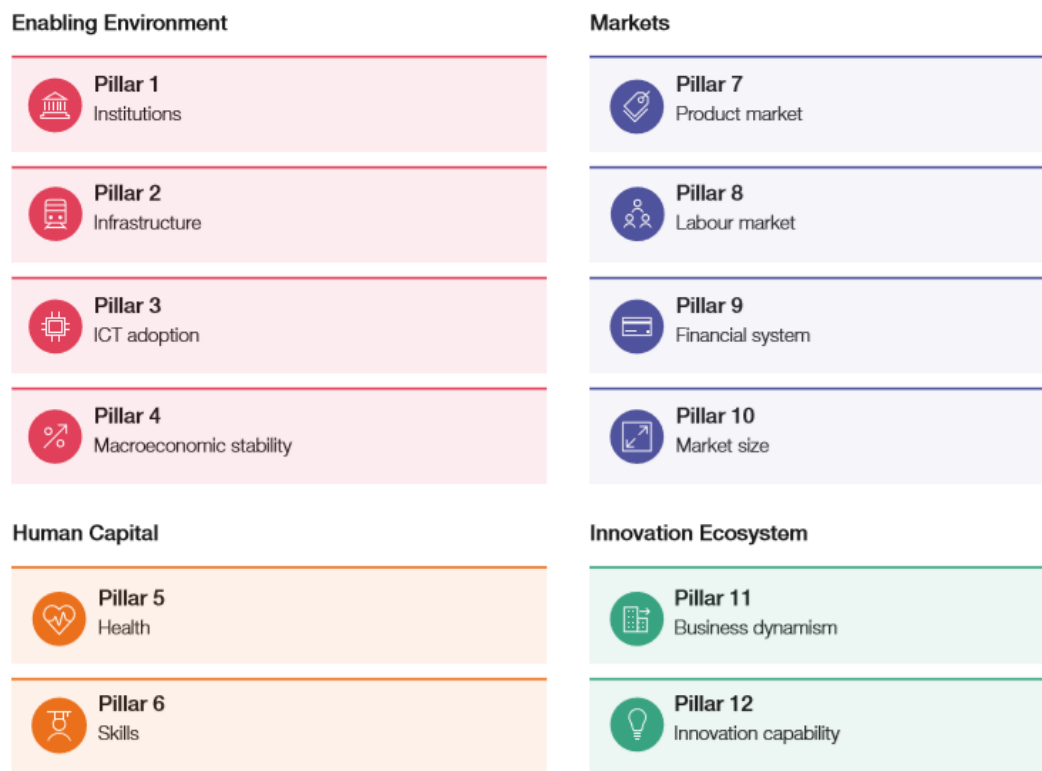 Enabling Environment
Pillar 1
Institutions
Pillar 2
Infrastructure
Pillar 3
ICT adoption
Pillar 4
Macroeconomic stability
Markets
Pillar 7
Product market
Pillar 8
Labour market
Pillar 9
Financial system
Pillar 10
Market size
Human Capital
Pillar 5
Health
Pillar 6
Skills
Innovation Ecosystem
Pillar 11
Business dynamism
Pillar 12
Innovation capability